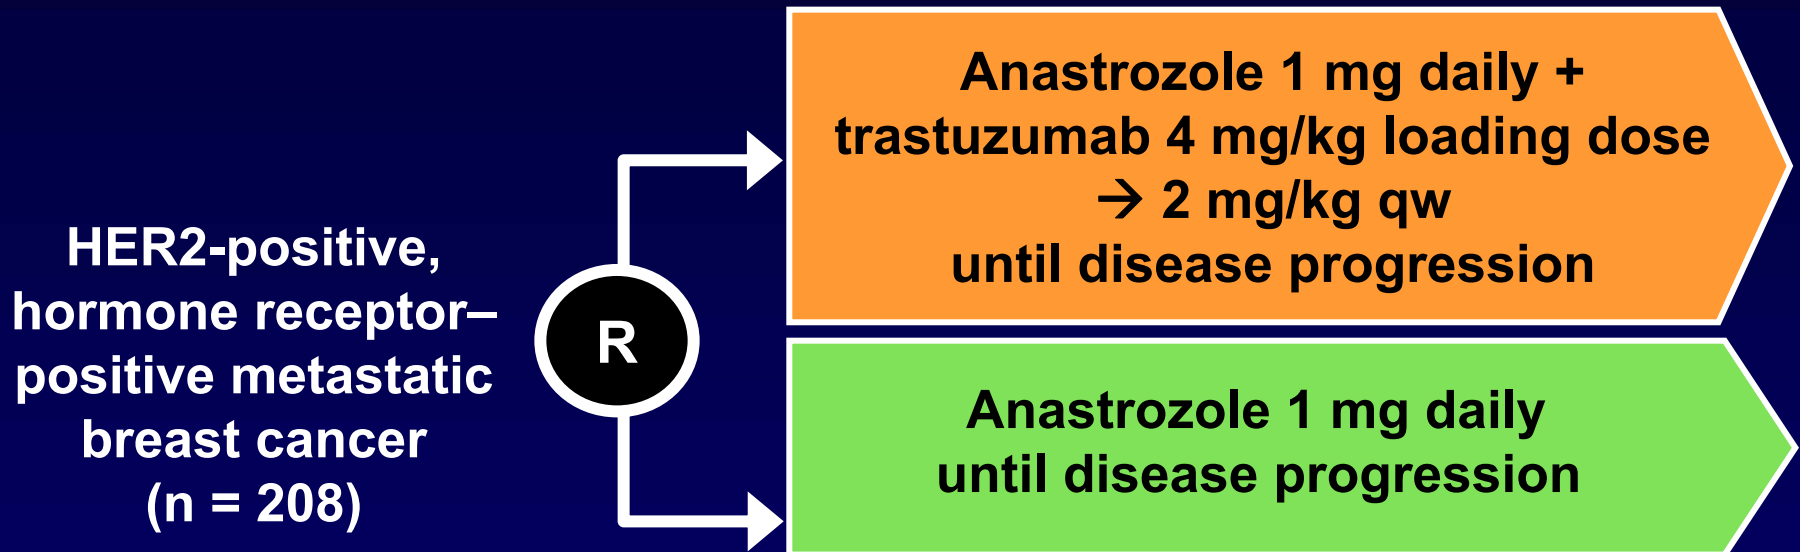 HER2-positive,
hormone receptor–
positive metastatic
breast cancer
(n = 208)
R
Anastrozole 1 mg daily +
trastuzumab 4 mg/kg loading dose
→ 2 mg/kg qw
until disease progression
Anastrozole 1 mg daily
until disease progression